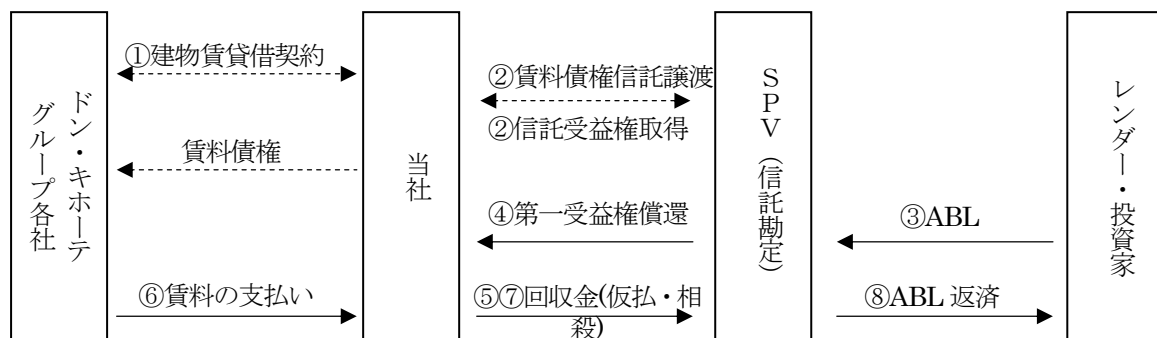 ドン・キホーテ
グループ各社
①建物賃貸借契約
賃料債権
⑥賃料の支払い
当社
②賃料債権信託譲渡
②信託受益権取得
④第一受益権償還
⑤⑦回収金(仮払・相
殺)
SPV(信託勘定)
③ABL
⑧ABL 返済
レンダー・投資家